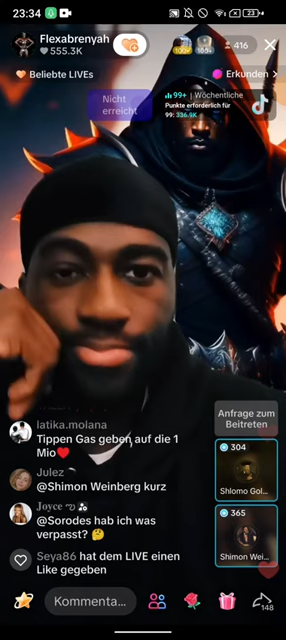 23:34
23%
Flexabrenyah
555.3K
416
Beliebte LIVEs
Erkunden
Nicht erreicht
99+ | Wöchentliche
Punkte erforderlich für
99: 336.9K
Anfrage zum
Beitreten
latika.molana
Tippen Gas geben auf die 1
Mio❤️
304
Shlomo Gol...
Julez
@Shimon Weinberg kurz
Joyce
@Sorodes hab ich was
verpasst? 🤔
365
Shimon Wei...
Seya86 hat dem LIVE einen
Like gegeben
Kommenta...
148